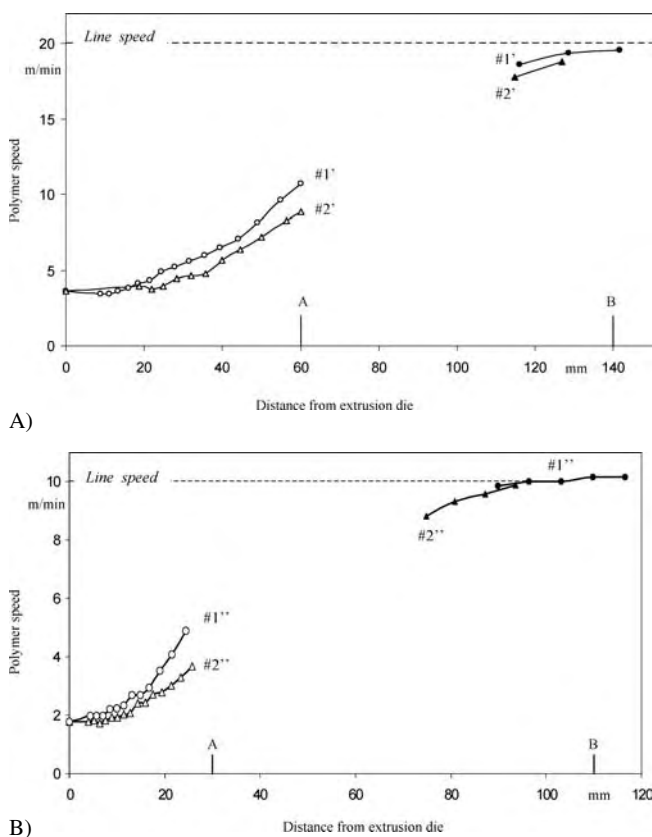 20
Line speed
m/min
#1'
#2'
15
Polymer speed
10
#1'
#2'
5
A
B
0
0 20 40 60 80 100 120 mm 140
Distance from extrusion die
A)
Line speed
#1''
10
m/min
8
#2''
Polymer speed
6
#1''
4
#2''
2
A
B
0
0 20 40 60 80 100 mm 120
Distance from extrusion die
B)